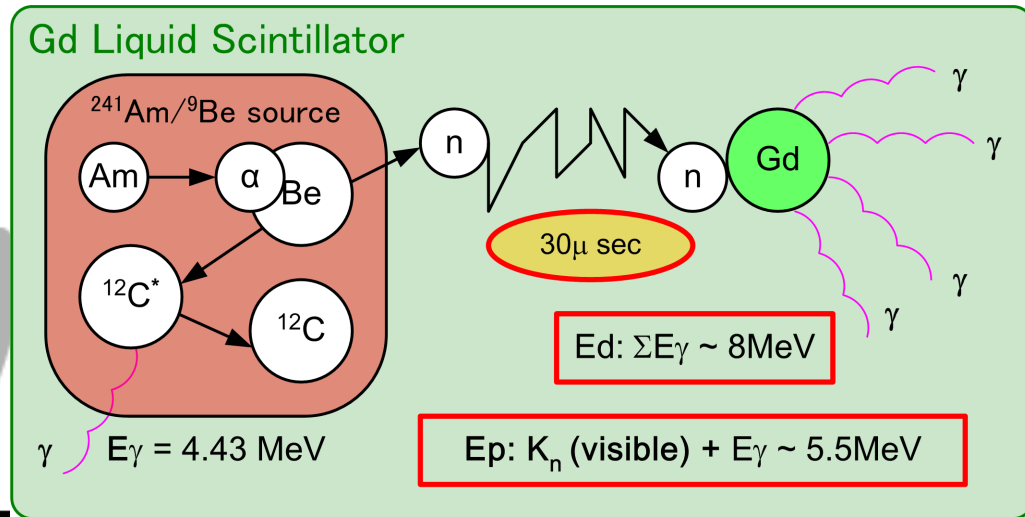 Gd Liquid Scintillator
²⁴¹Am/⁹Be source
Am
α
Be
n
n
Gd
γ
γ
γ
γ
30μ sec
¹²C*
¹²C
Ed: ΣEγ ~ 8MeV
γ
Eγ = 4.43 MeV
Ep: Kₙ (visible) + Eγ ~ 5.5MeV